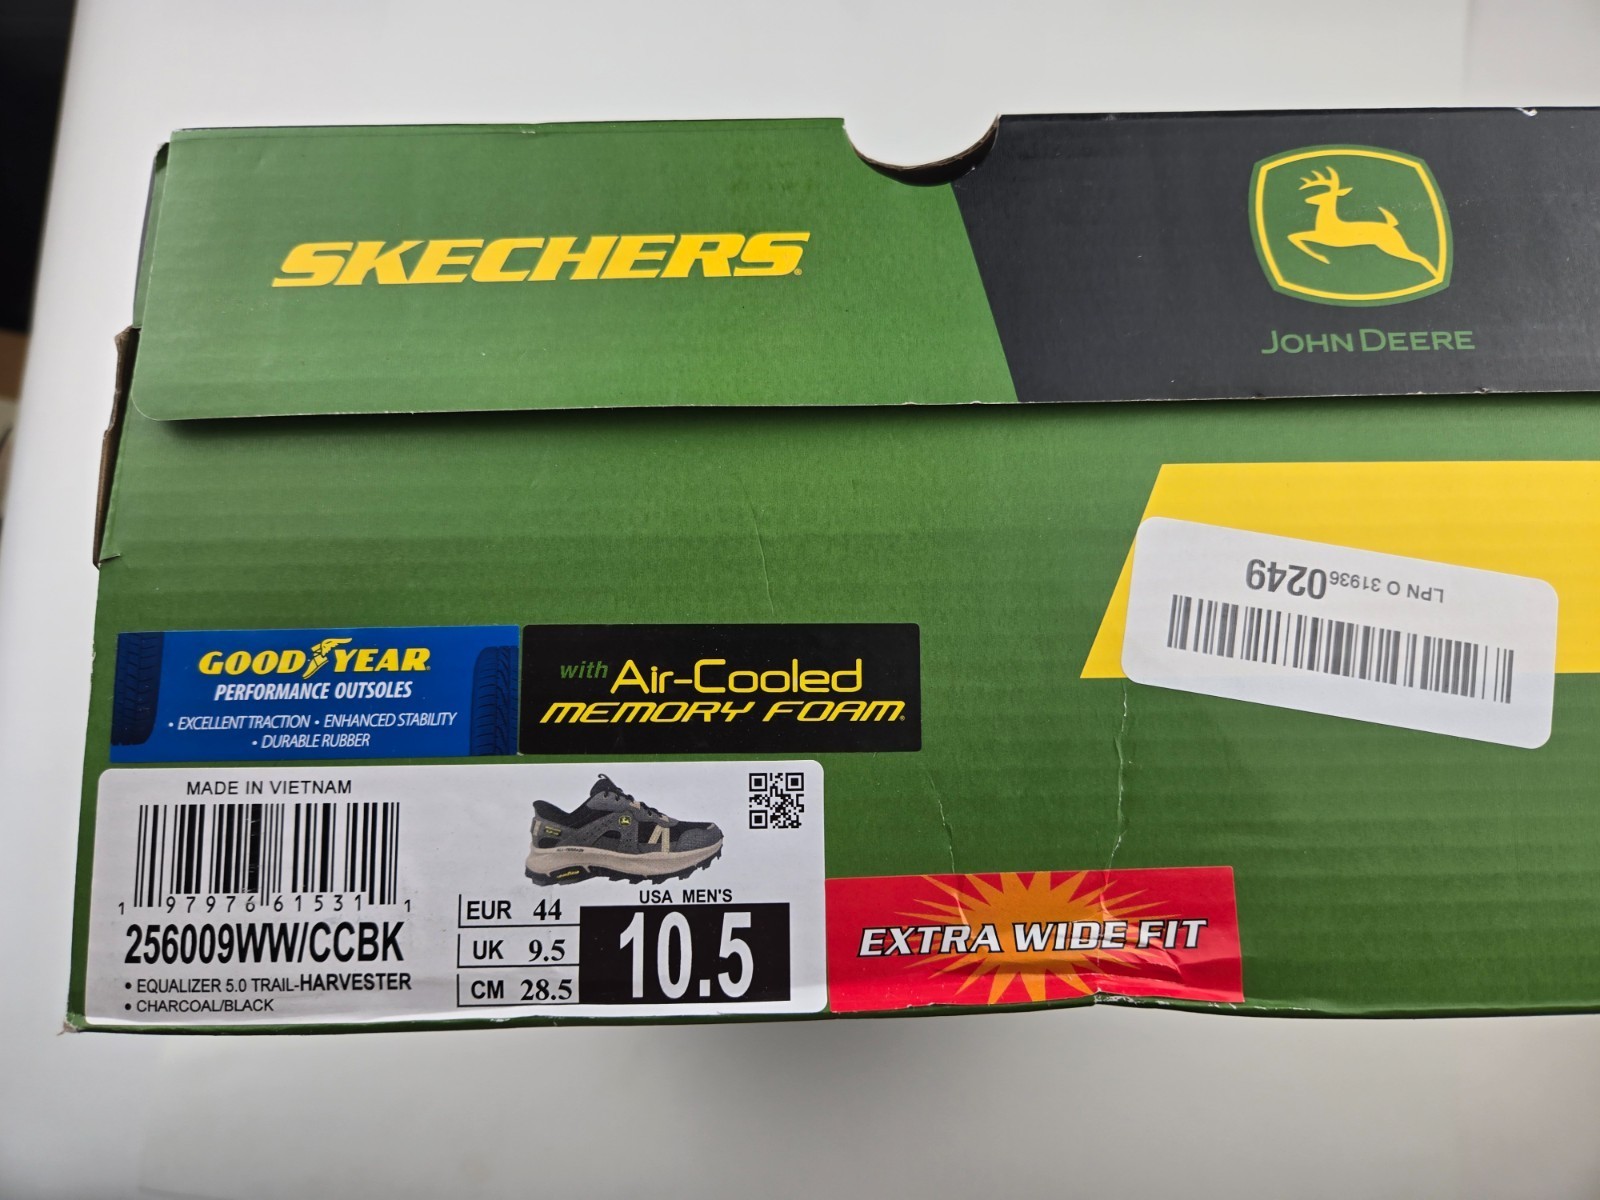 SKECHERS
JOHN DEERE
LPN O 319360249
GOODYEAR
PERFORMANCE OUTSOLES
• EXCELLENT TRACTION • ENHANCED STABILITY
• DURABLE RUBBER
with Air-Cooled
MEMORY FOAM
MADE IN VIETNAM
1 97976 61531 1
256009WW/CCBK
• EQUALIZER 5.0 TRAIL-HARVESTER
• CHARCOAL/BLACK
USA MEN'S
10.5
EUR 44
UK 9.5
CM 28.5
EXTRA WIDE FIT